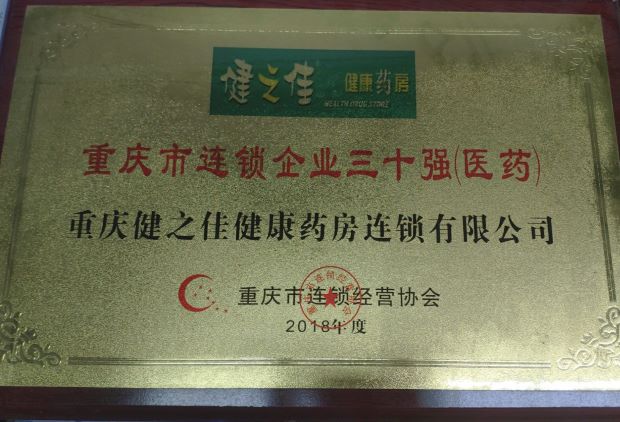 健之佳 健康药房
HEALTH DRUG STORE
重庆市连锁企业三十强(医药)
重庆健之佳健康药房连锁有限公司
重庆市连锁经营协会
2018年度